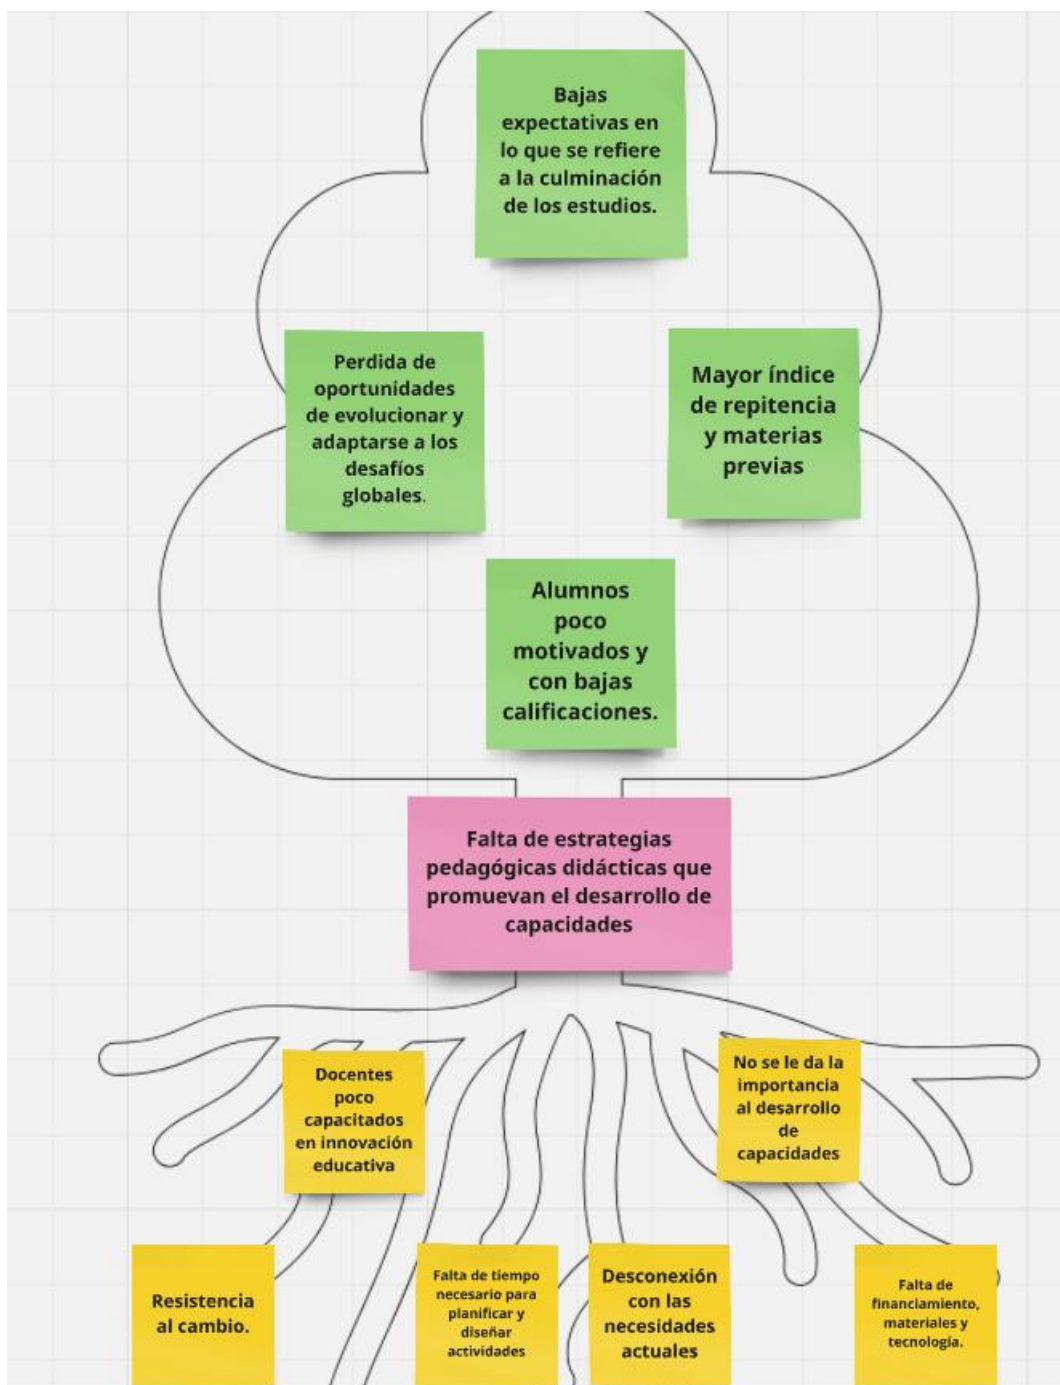 Bajas
expectativas en
lo que se refiere
a la culminación
de los estudios.
Perdida de
oportunidades
de evolucionar y
adaptarse a los
desafíos
globales.
Mayor índice
de repitencia
y materias
previas
Alumnos
poco
motivados y
con bajas
calificaciones.
Falta de estrategias
pedagógicas didácticas que
promuevan el desarrollo de
capacidades
Docentes
poco
capacitados
en innovación
educativa
No se le da la
importancia
al desarrollo
de
capacidades
Resistencia
al cambio.
Falta de tiempo
necesario para
planificar y
diseñar
actividades
Desconexión
con las
necesidades
actuales
Falta de
financiamiento,
materiales y
tecnología.